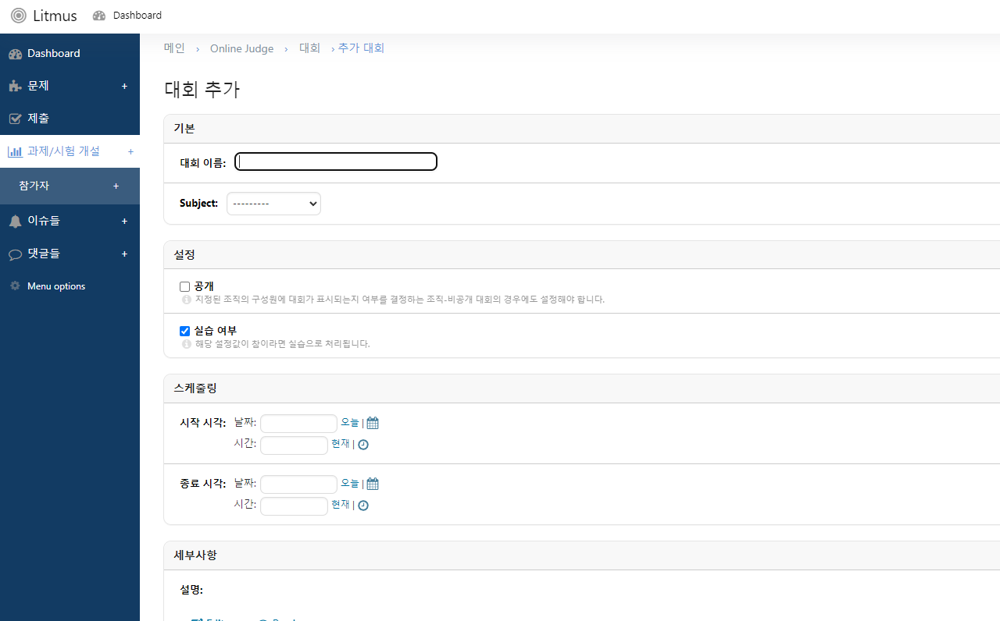 Litmus Dashboard
Dashboard
문제 +
제출
과제/시험 개설 +
참가자 +
이슈들 +
댓글들 +
Menu options
메인 › Online Judge › 대회 › 추가 대회
대회 추가
기본
대회 이름:
Subject: ---------
설정
공개
지정된 조직의 구성원에 대회가 표시되는지 여부를 결정하는 조직-비공개 대회의 경우에도 설정해야 합니다.
실습 여부
해당 설정값이 참이라면 실습으로 처리됩니다.
스케줄링
시작 시각: 날짜: 오늘 |
시간: 현재 |
종료 시각: 날짜: 오늘 |
시간: 현재 |
세부사항
설명: